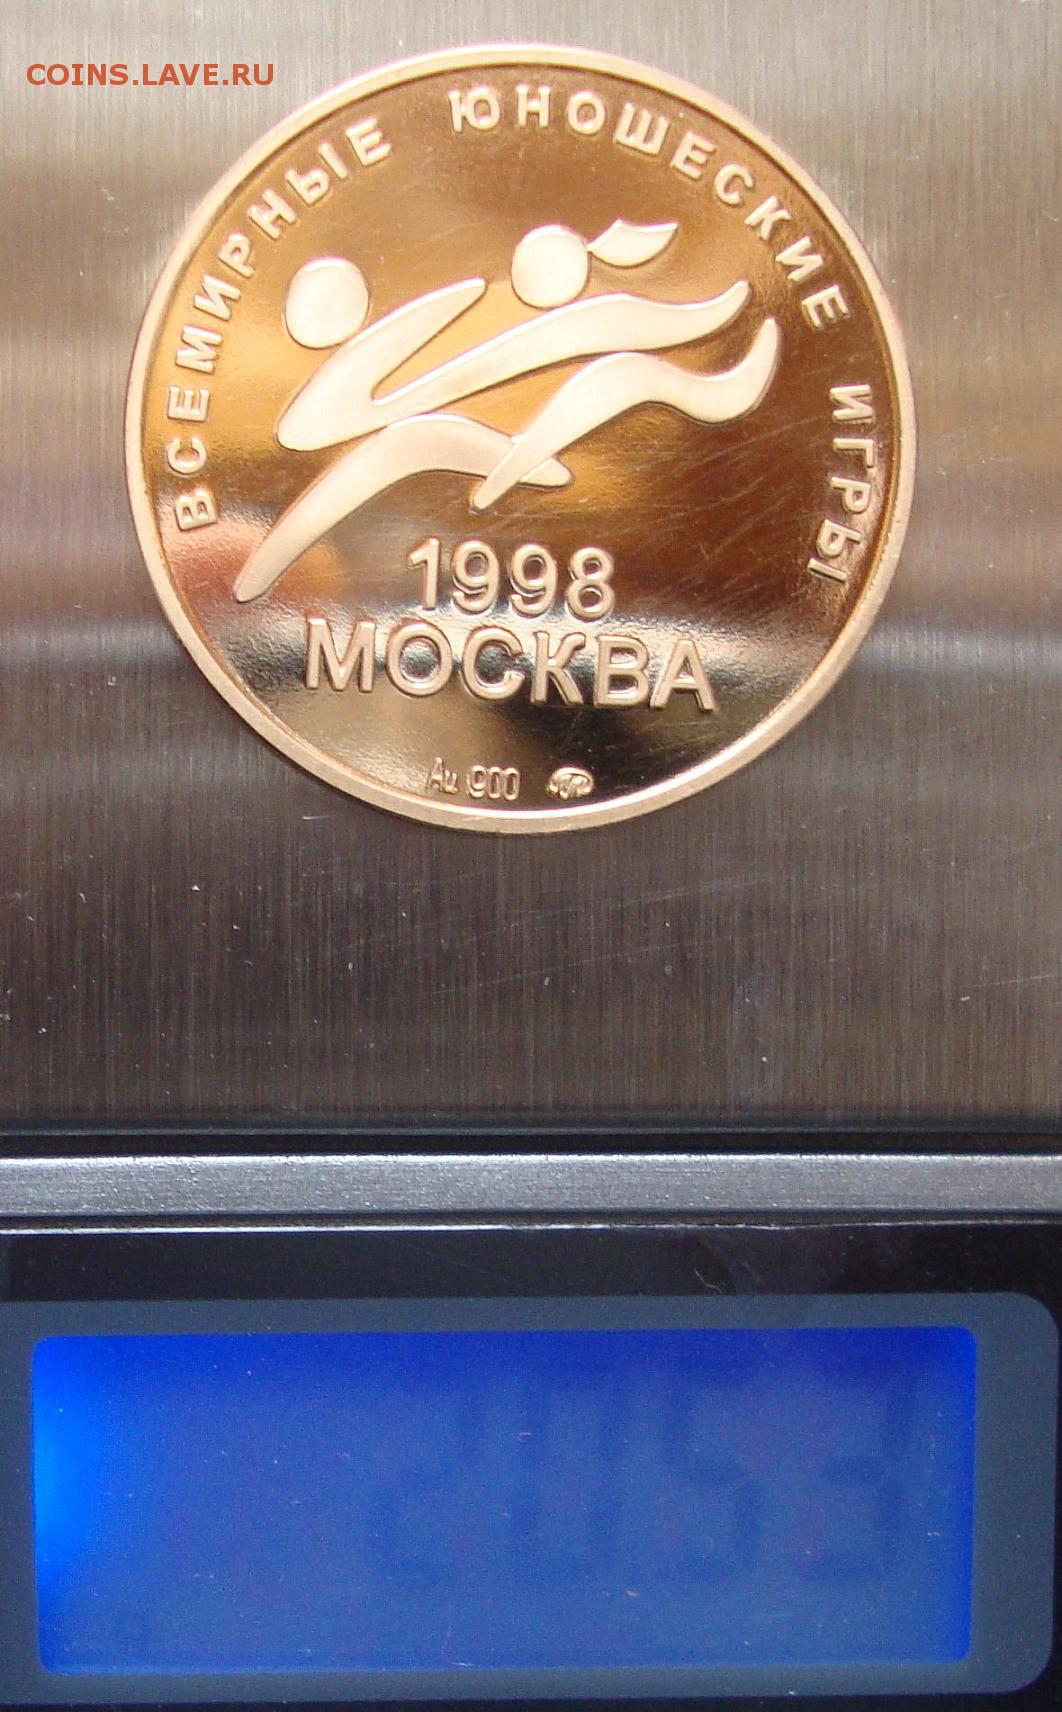 COINS.LAVE.RU
ВСЕМИРНЫЕ ЮНОШЕСКИЕ ИГРЫ
1998
МОСКВА
Au 900